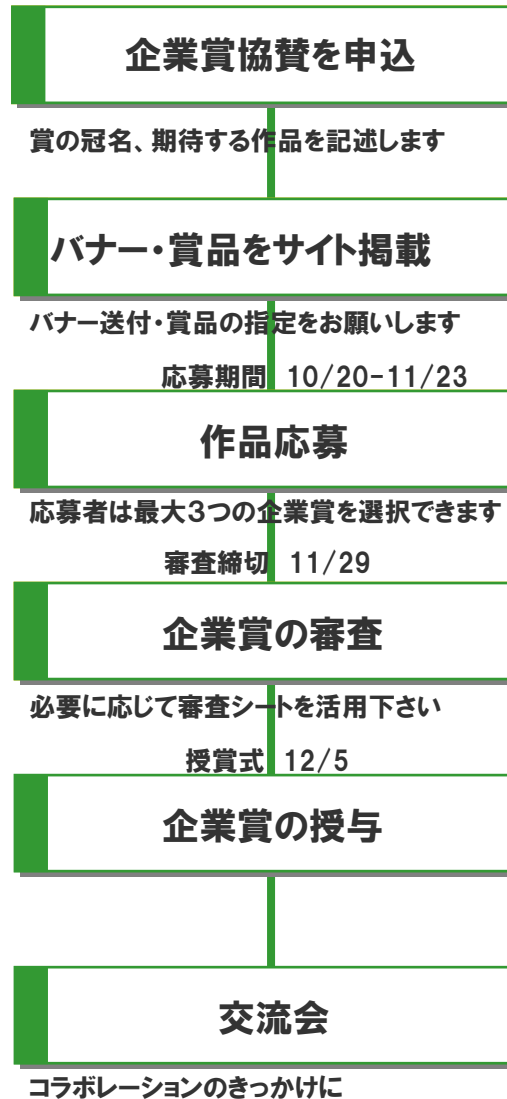 企業賞協賛を申込
賞の冠名、期待する作品を記述します
バナー・賞品をサイト掲載
バナー送付・賞品の指定をお願いします
応募期間 10/20-11/23
作品応募
応募者は最大3つの企業賞を選択できます
審査締切 11/29
企業賞の審査
必要に応じて審査シートを活用下さい
授賞式 12/5
企業賞の授与
交流会
コラボレーションのきっかけに